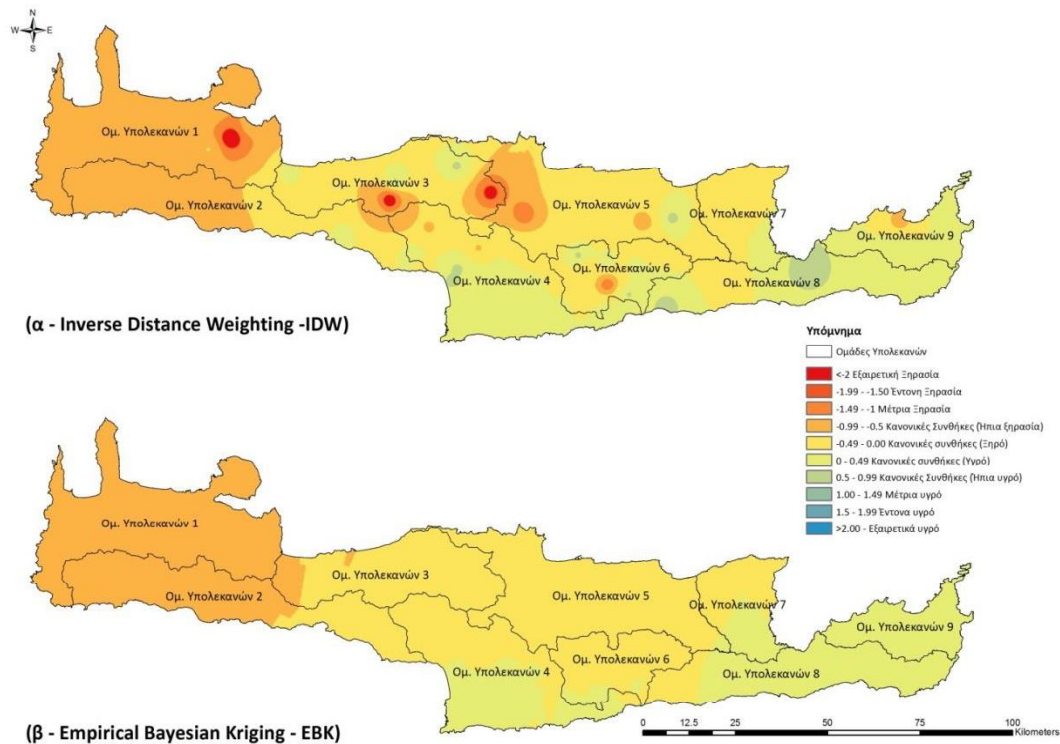 N
W E
S
Ομ. Υπολεκανών 1
Ομ. Υπολεκανών 2
Ομ. Υπολεκανών 3
Ομ. Υπολεκανών 4
Ομ. Υπολεκανών 5
Ομ. Υπολεκανών 6
Ομ. Υπολεκανών 7
Ομ. Υπολεκανών 8
Ομ. Υπολεκανών 9
(α - Inverse Distance Weighting -IDW)
Υπόμνημα
Ομάδες Υπολεκανών
<-2 Εξαιρετική Ξηρασία
-1.99 - -1.50 Έντονη Ξηρασία
-1.49 - -1 Μέτρια Ξηρασία
-0.99 - -0.5 Κανονικές Συνθήκες (Ήπια ξηρασία)
-0.49 - 0.00 Κανονικές συνθήκες (Ξηρό)
0 - 0.49 Κανονικές συνθήκες (Υγρό)
0.5 - 0.99 Κανονικές Συνθήκες (Ήπια υγρό)
1.00 - 1.49 Μέτρια υγρό
1.5 - 1.99 Έντονα υγρό
>2.00 - Εξαιρετικά υγρό
Ομ. Υπολεκανών 1
Ομ. Υπολεκανών 2
Ομ. Υπολεκανών 3
Ομ. Υπολεκανών 4
Ομ. Υπολεκανών 5
Ομ. Υπολεκανών 6
Ομ. Υπολεκανών 7
Ομ. Υπολεκανών 8
Ομ. Υπολεκανών 9
(β - Empirical Bayesian Kriging - EBK)
0 12.5 25 50 75 100
Kilometers